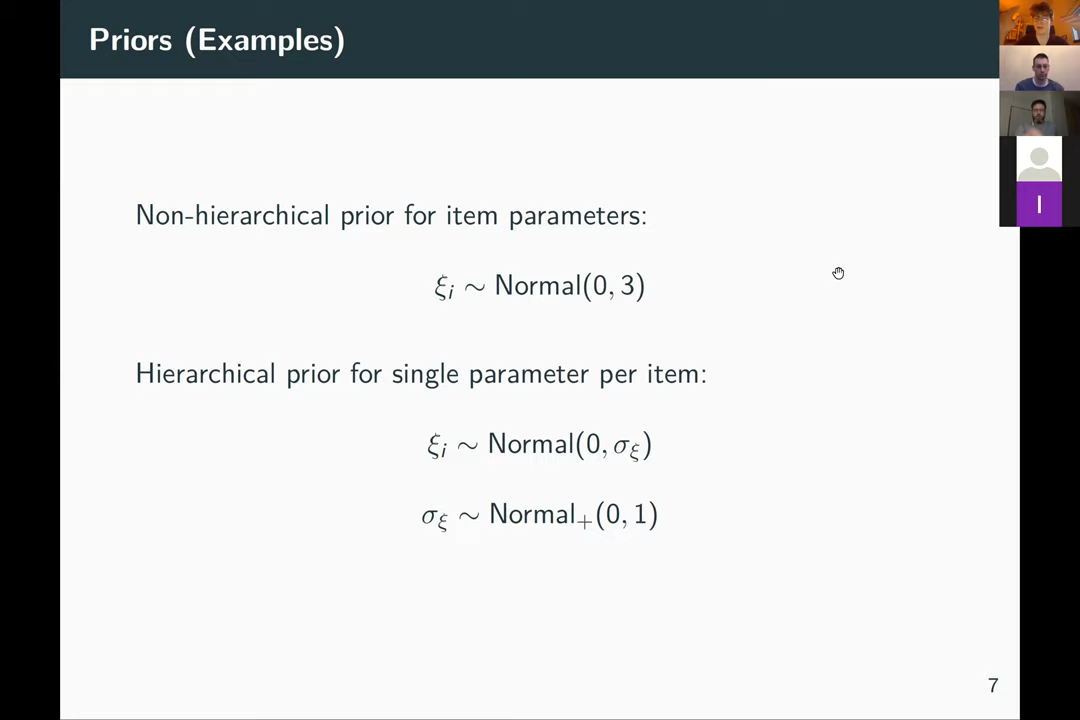 Priors (Examples)
Non-hierarchical prior for item parameters:
ξᵢ ∼ Normal(0, 3)
Hierarchical prior for single parameter per item:
ξᵢ ∼ Normal(0, σ_ξ)
σ_ξ ∼ Normal₊(0, 1)
7
I